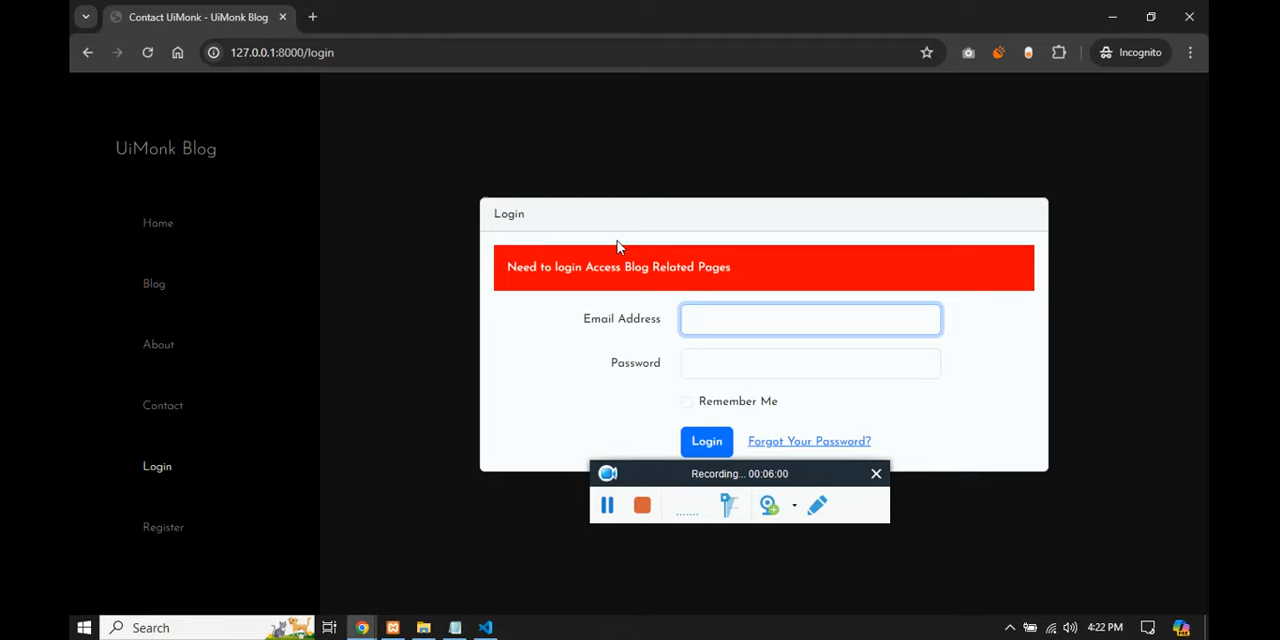 Contact UiMonk - UiMonk Blog
127.0.0.1:8000/login
Incognito
UiMonk Blog
Home
Blog
About
Contact
Login
Register
Login
Need to login Access Blog Related Pages
Email Address
Password
Remember Me
Login
Forgot Your Password?
Recording... 00:06:00
Search
4:22 PM